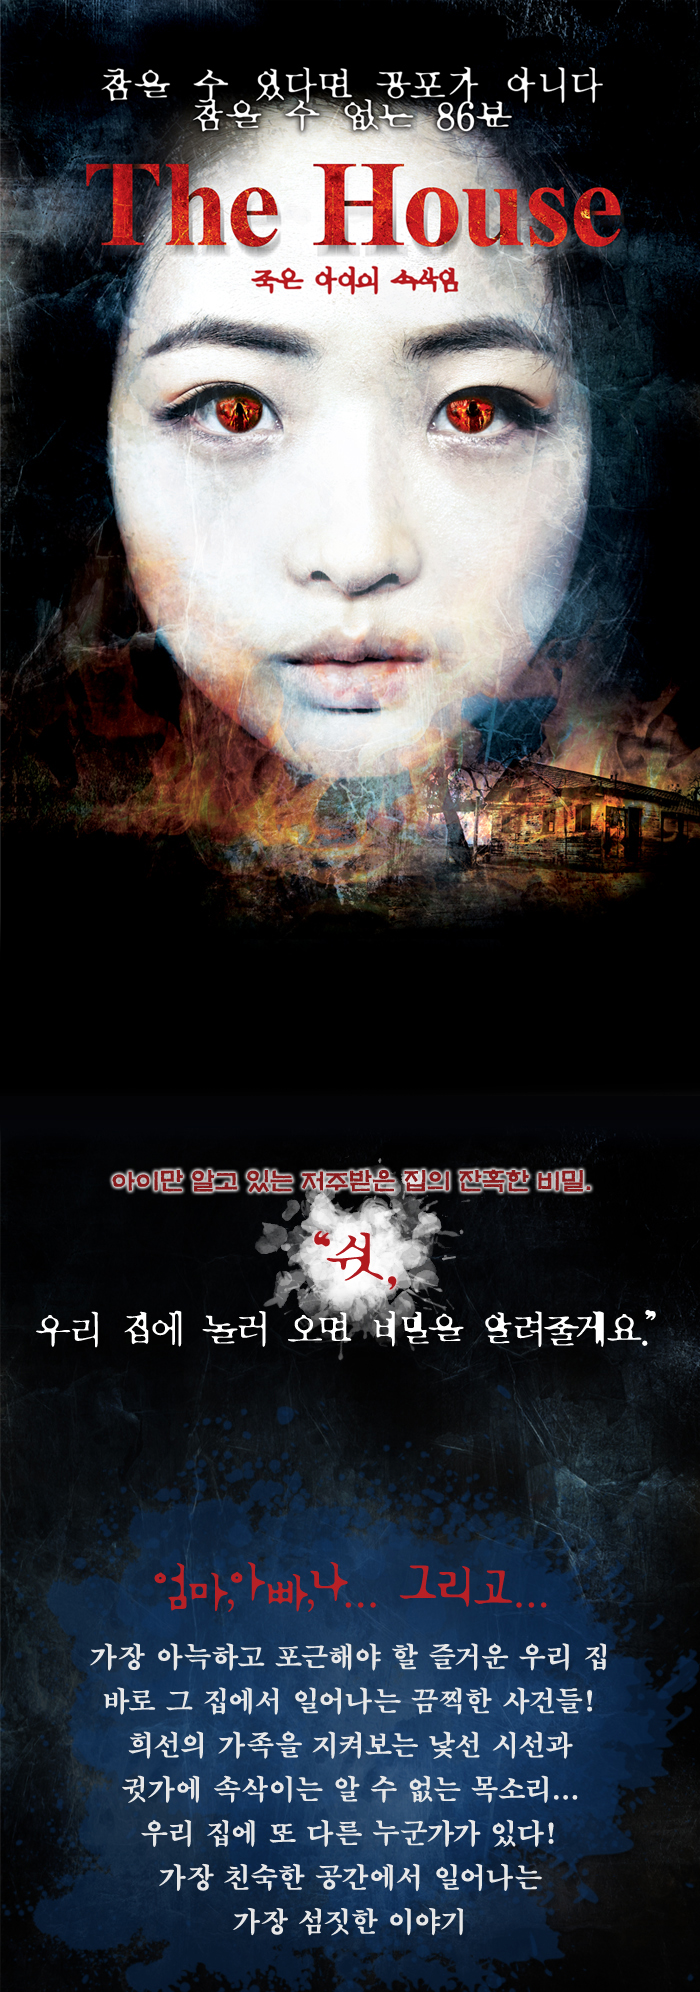 참을 수 있다면 공포가 아니다
참을 수 없는 86분
The House
죽은 아이의 속삭임
아이만 알고 있는 저주받은 집의 잔혹한 비밀.
“쉿,
우리 집에 놀러 오면 비밀을 알려줄게요.”
엄마,아빠,나... 그리고...
가장 아늑하고 포근해야 할 즐거운 우리 집
바로 그 집에서 일어나는 끔찍한 사건들!
희선의 가족을 지켜보는 낯선 시선과
귓가에 속삭이는 알 수 없는 목소리...
우리 집에 또 다른 누군가가 있다!
가장 친숙한 공간에서 일어나는
가장 섬짓한 이야기